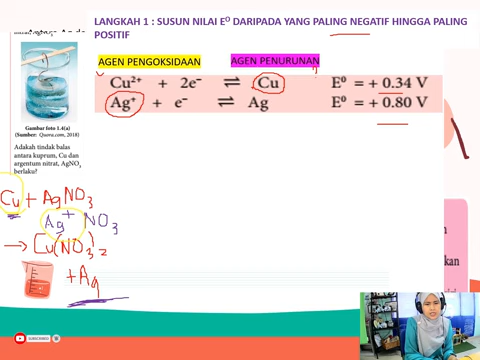 LANGKAH 1 : SUSUN NILAI E⁰ DARIPADA YANG PALING NEGATIF HINGGA PALING
POSITIF
AGEN PENGOKSIDAAN AGEN PENURUNAN
Cu²⁺ + 2e⁻ ⇌ Cu E⁰ = + 0.34 V
Ag⁺ + e⁻ ⇌ Ag E⁰ = + 0.80 V
Gambar foto 1.4(a)
(Sumber: Quora.com, 2018)
Adakah tindak balas
antara kuprum, Cu dan
argentum nitrat, AgNO₃
berlaku?
Cu + AgNO₃
Ag⁺ NO₃
→ Cu(NO₃)₂
+ Ag
kan
SUBSCRIBED